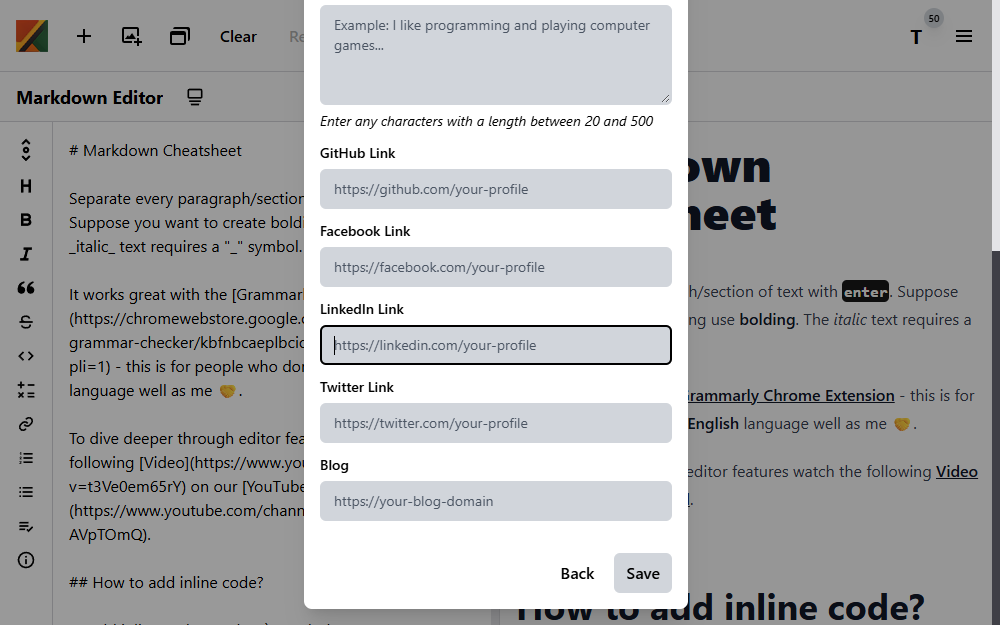 Clear
Re
T
50
Markdown Editor
# Markdown Cheatsheet
Separate every paragraph/section
Suppose you want to create boldi
_italic_ text requires a "_" symbol.
It works great with the [Grammarl
(https://chromewebstore.google.c
grammar-checker/kbfnbcaeplbcio
pli=1) - this is for people who don
language well as me 🤝.
To dive deeper through editor fea
following [Video](https://www.you
v=t3Ve0em65rY) on our [YouTube
(https://www.youtube.com/chann
AVpTOmQ).
## How to add inline code?
Example: I like programming and playing computer
games...
Enter any characters with a length between 20 and 500
GitHub Link
https://github.com/your-profile
Facebook Link
https://facebook.com/your-profile
LinkedIn Link
https://linkedin.com/your-profile
Twitter Link
https://twitter.com/your-profile
Blog
https://your-blog-domain
Back
Save
own
heet
h/section of text with enter. Suppose
ng use bolding. The italic text requires a
Grammarly Chrome Extension - this is for
English language well as me 🤝.
editor features watch the following Video
How to add inline code?